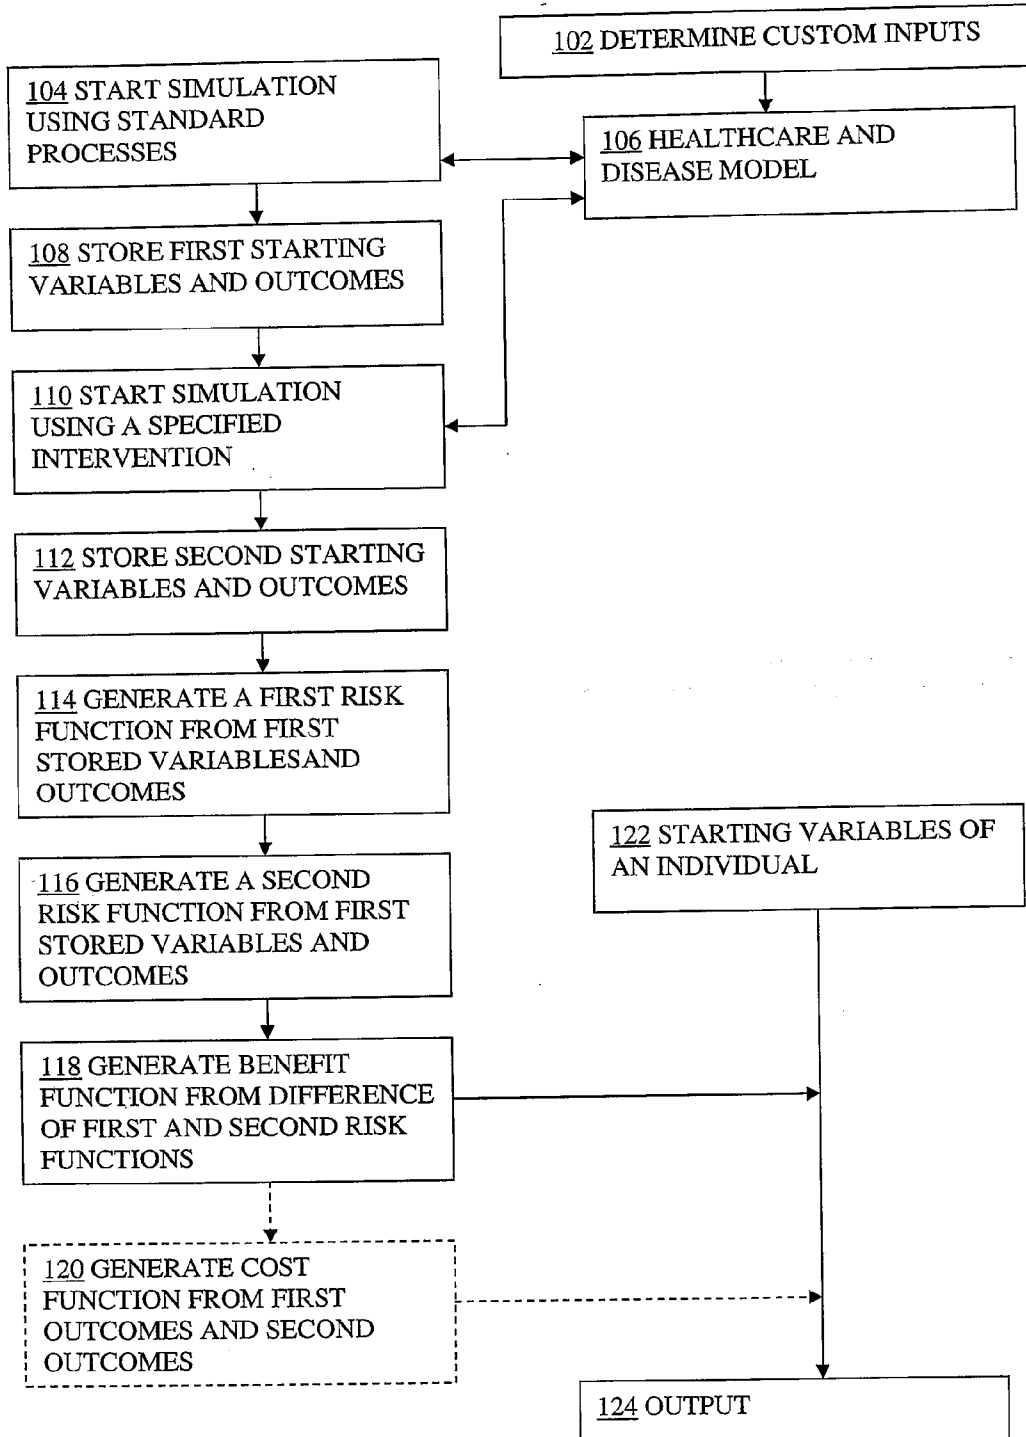 102 DETERMINE CUSTOM INPUTS
104 START SIMULATION
USING STANDARD
PROCESSES
106 HEALTHCARE AND
DISEASE MODEL
108 STORE FIRST STARTING
VARIABLES AND OUTCOMES
110 START SIMULATION
USING A SPECIFIED
INTERVENTION
112 STORE SECOND STARTING
VARIABLES AND OUTCOMES
114 GENERATE A FIRST RISK
FUNCTION FROM FIRST
STORED VARIABLESAND
OUTCOMES
122 STARTING VARIABLES OF
AN INDIVIDUAL
116 GENERATE A SECOND
RISK FUNCTION FROM FIRST
STORED VARIABLES AND
OUTCOMES
118 GENERATE BENEFIT
FUNCTION FROM DIFFERENCE
OF FIRST AND SECOND RISK
FUNCTIONS
120 GENERATE COST
FUNCTION FROM FIRST
OUTCOMES AND SECOND
OUTCOMES
124 OUTPUT